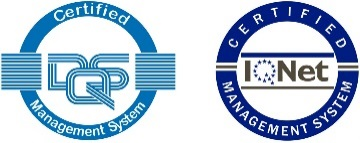 Certified
DQS
Management System
CERTIFIED
IQNet
MANAGEMENT SYSTEM